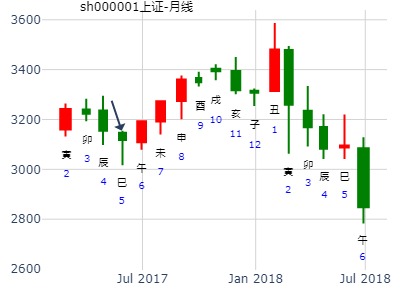 sh000001上证-月线
3600
3400
3200
3000
2800
2600
寅
2
卯
3
辰
4
巳
5
午
6
未
7
申
8
酉
9
戌
10
亥
11
子
12
丑
1
寅
2
卯
3
辰
4
巳
5
午
6
Jul 2017
Jan 2018
Jul 2018